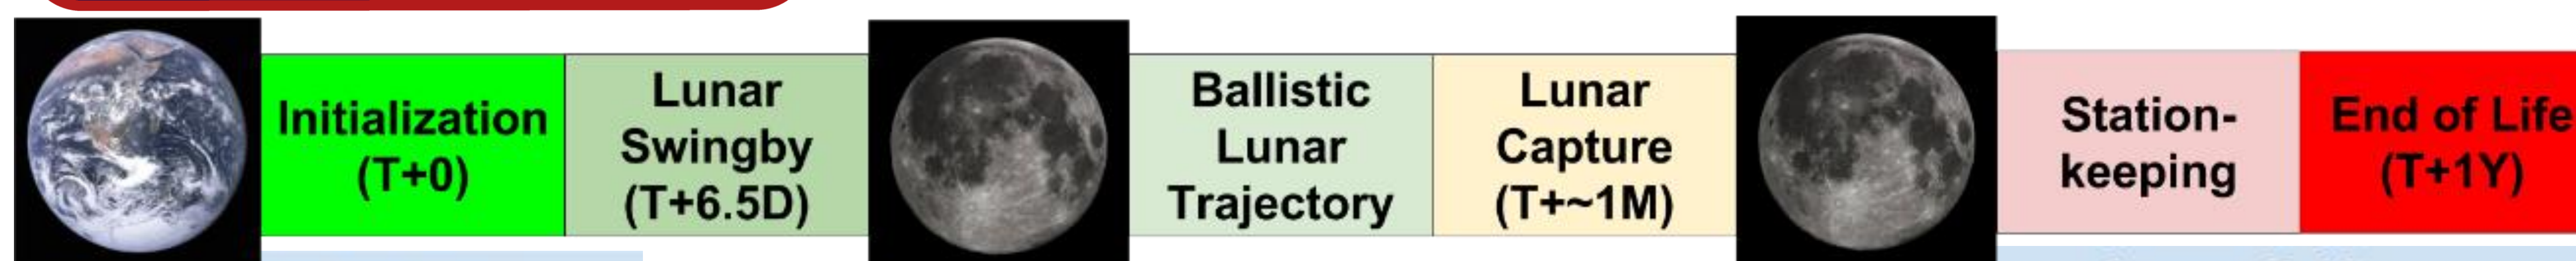 Initialization
(T+0)
Lunar
Swingby
(T+6.5D)
Ballistic
Lunar
Trajectory
Lunar
Capture
(T+~1M)
Station-
keeping
End of Life
(T+1Y)